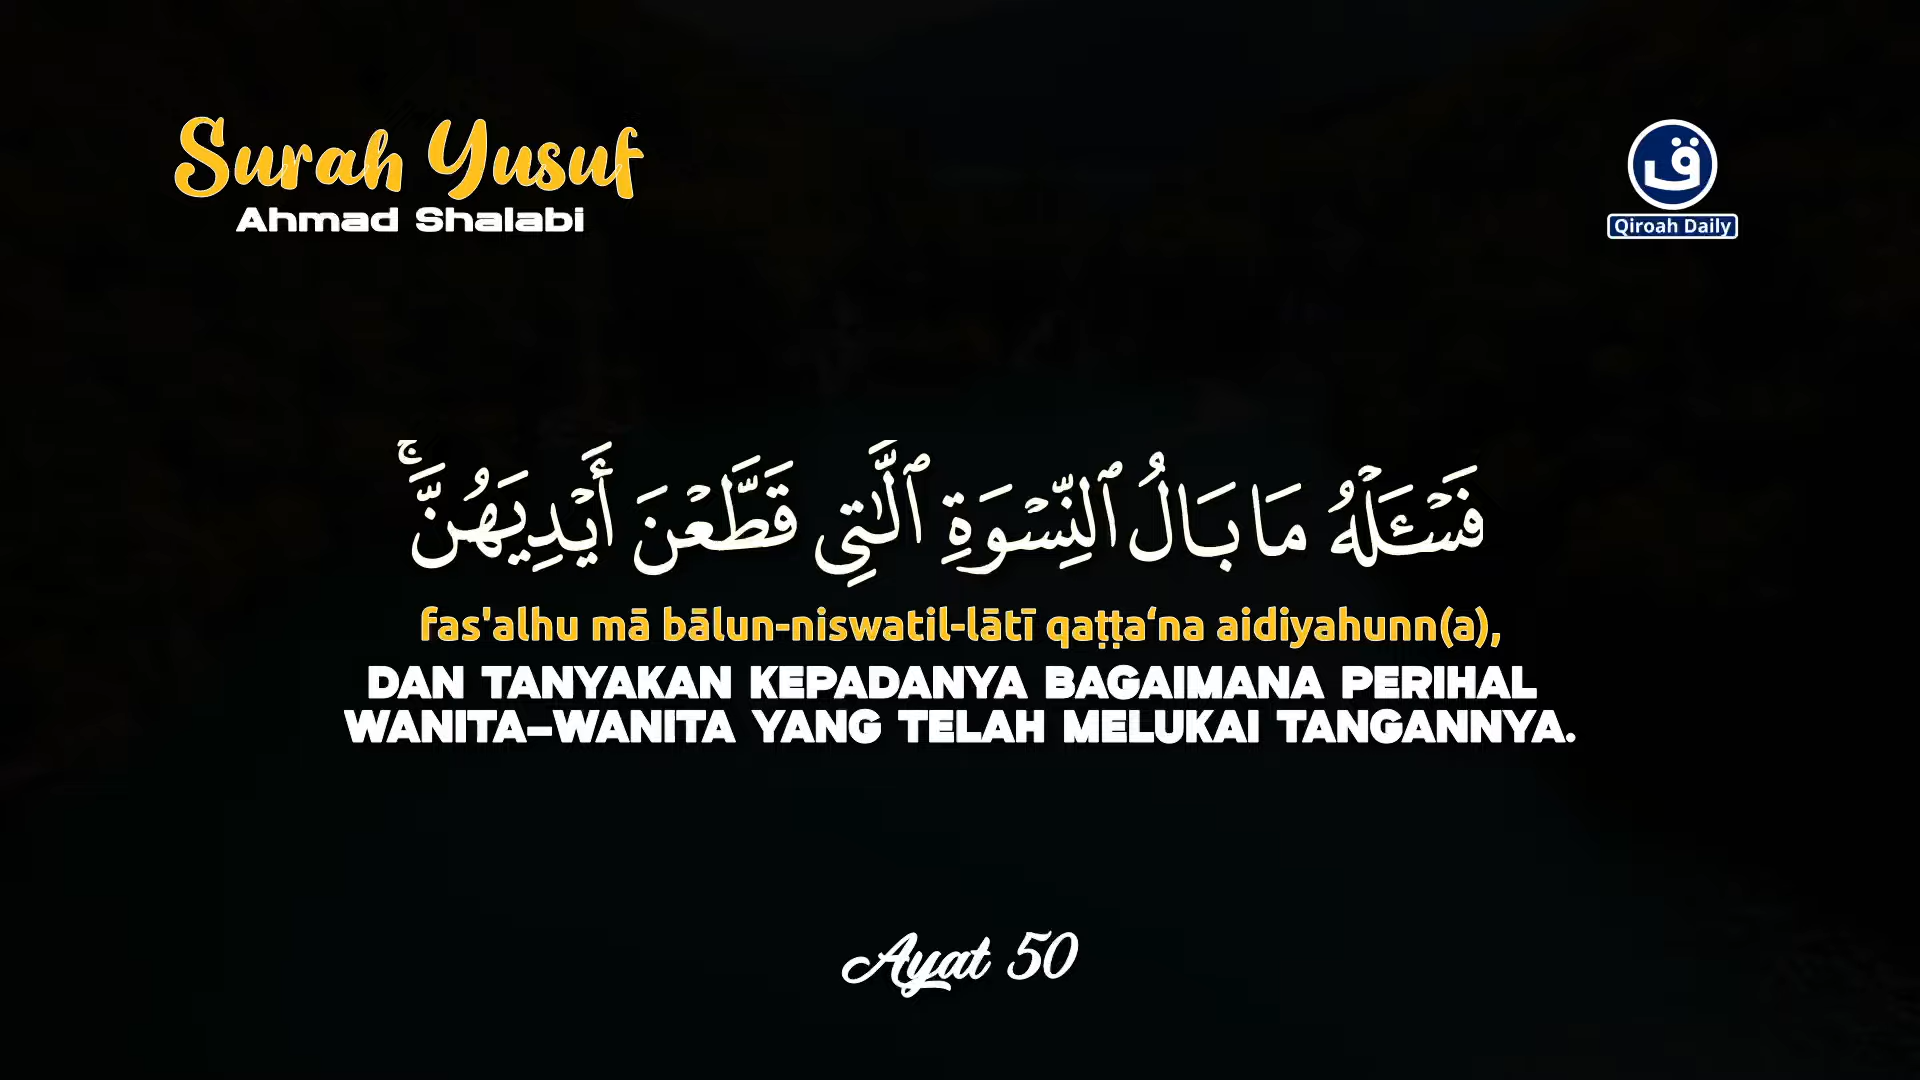 Surah Yusuf
Ahmad Shalabi
ق
Qiroah Daily
فَسْـَٔلْهُ مَا بَالُ ٱلنِّسْوَةِ ٱلَّـٰتِى قَطَّعْنَ أَيْدِيَهُنَّ ۚ
fas'alhu mā bālun-niswatil-lātī qaṭṭa‘na aidiyahunn(a),
DAN TANYAKAN KEPADANYA BAGAIMANA PERIHAL
WANITA-WANITA YANG TELAH MELUKAI TANGANNYA.
Ayat 50